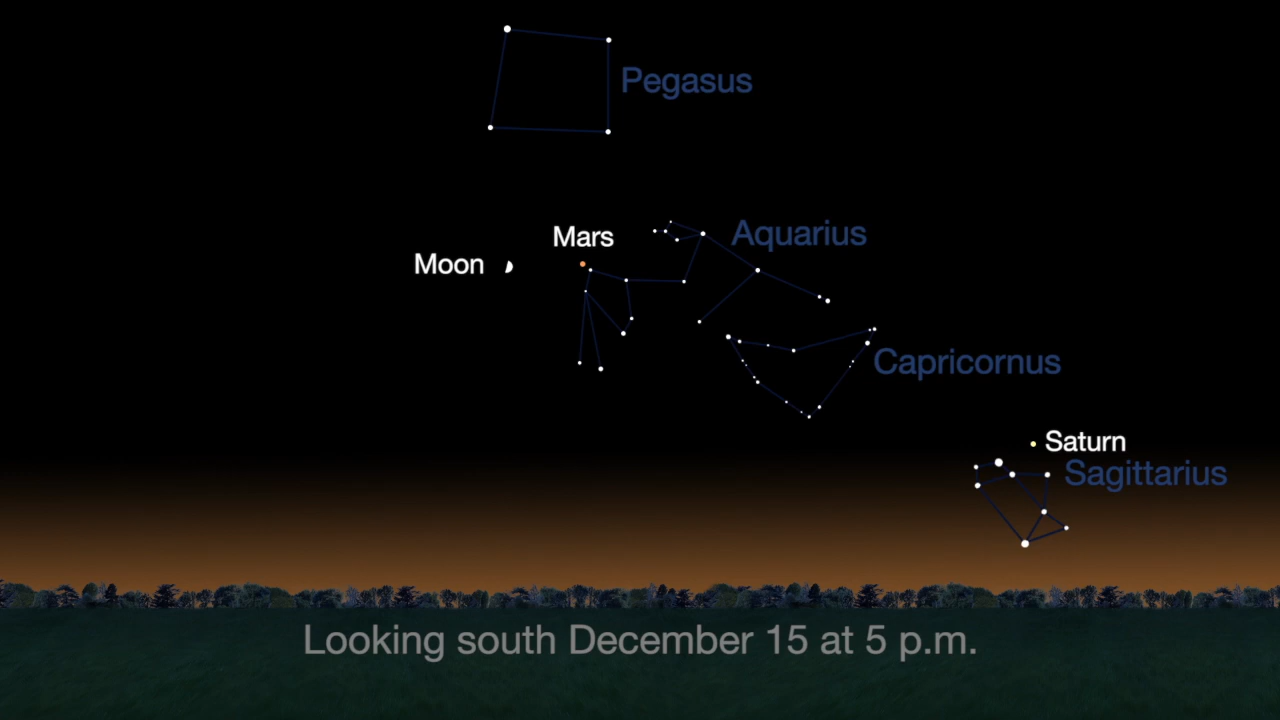 Pegasus
Aquarius
Mars
Moon
Capricornus
Saturn
Sagittarius
Looking south December 15 at 5 p.m.